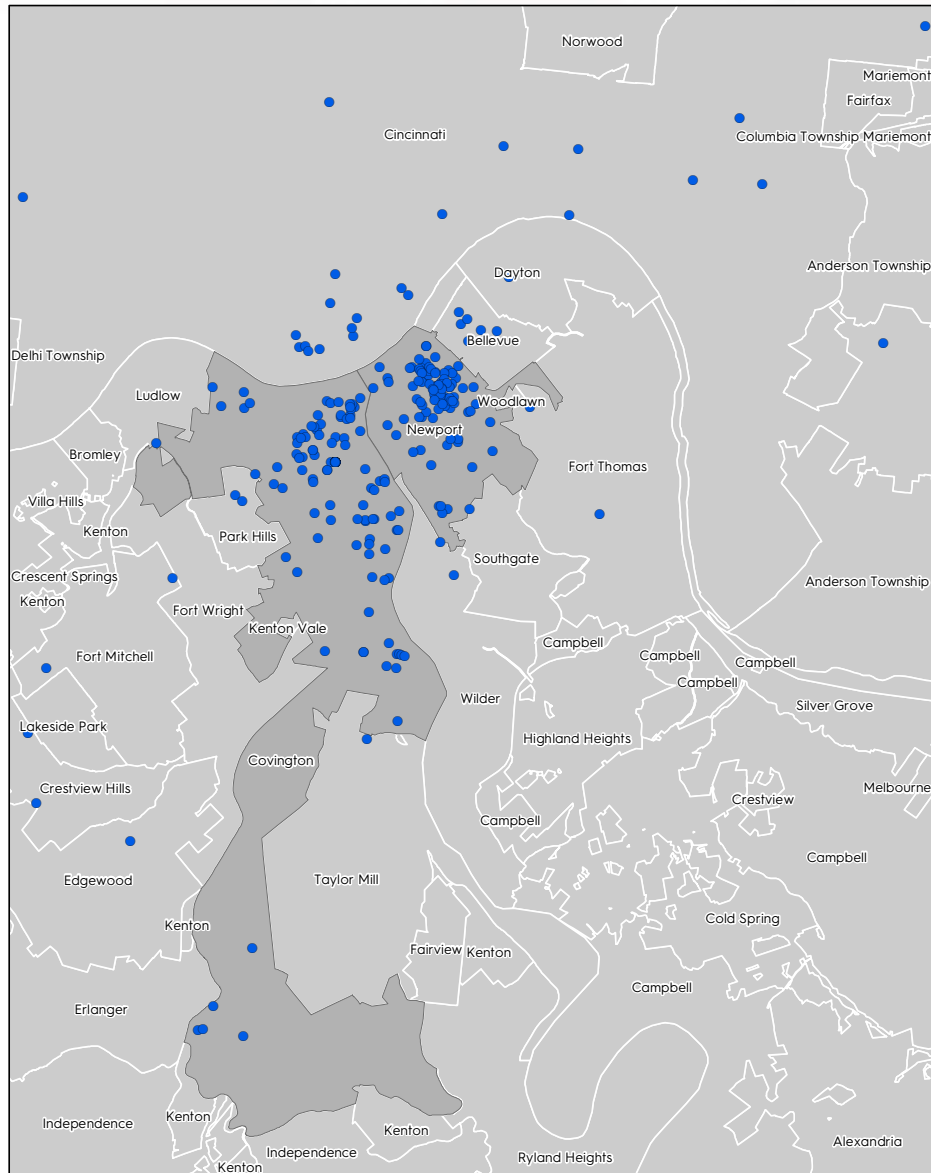 Norwood
Mariemont
Fairfax
Cincinnati
Columbia Township Mariemont
Anderson Township
Dayton
Bellevue
Delhi Township
Ludlow
Woodlawn
Newport
Bromley
Fort Thomas
Villa Hills
Kenton
Park Hills
Southgate
Crescent Springs
Anderson Township
Kenton
Fort Wright
Kenton Vale
Campbell
Fort Mitchell
Campbell
Campbell
Campbell
Wilder
Silver Grove
Lakeside Park
Highland Heights
Covington
Crestview Hills
Crestview
Melbourne
Campbell
Campbell
Edgewood
Taylor Mill
Cold Spring
Kenton
Fairview
Kenton
Campbell
Erlanger
Kenton
Independence
Kenton
Alexandria
Independence
Ryland Heights
Kenton